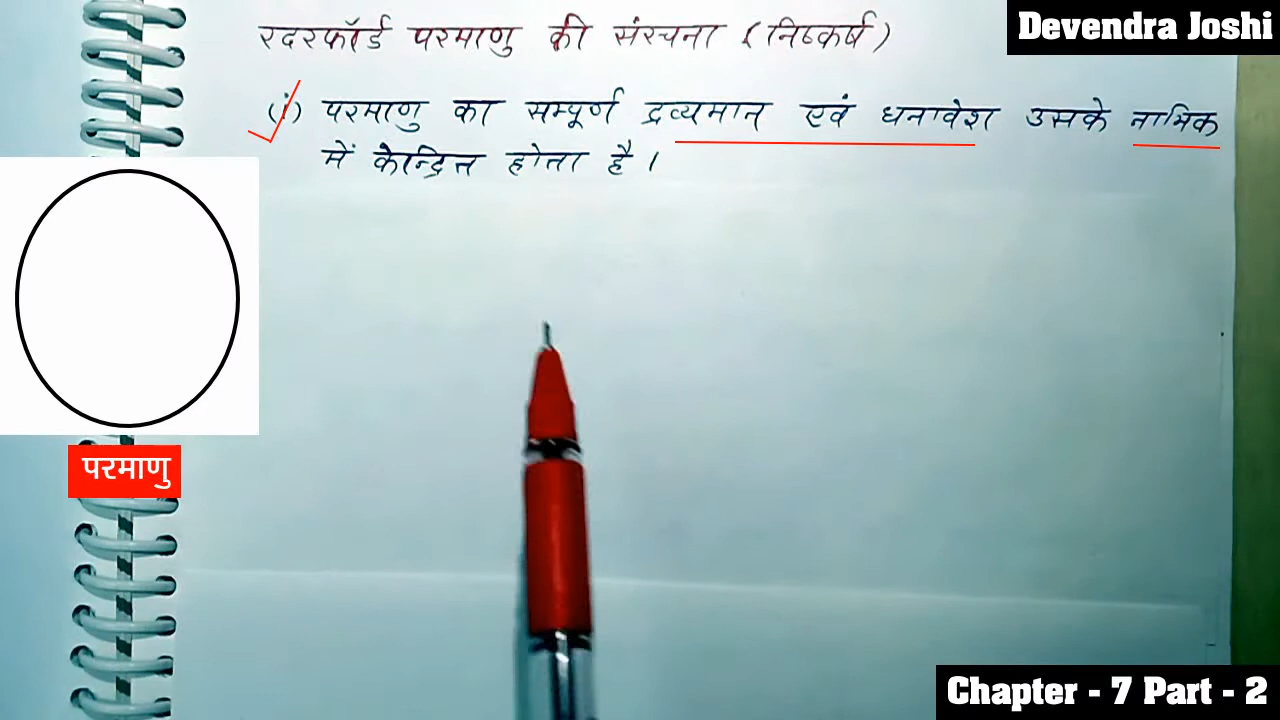 Devendra Joshi
रदरफॉर्ड परमाणु की संरचना (निष्कर्ष)
(i) परमाणु का सम्पूर्ण द्रव्यमान एवं धनावेश उसके नाभिक
में केन्द्रित होता है।
परमाणु
Chapter - 7 Part - 2